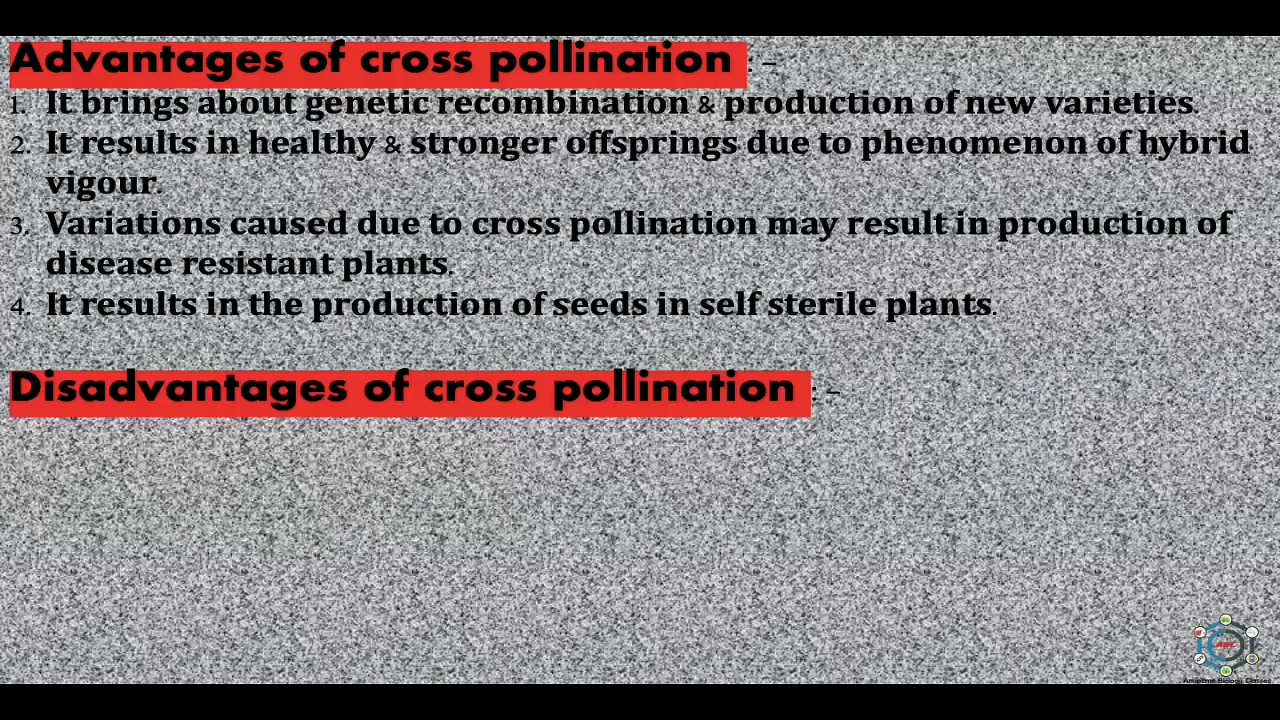 Advantages of cross pollination : –
1. It brings about genetic recombination & production of new varieties.
2. It results in healthy & stronger offsprings due to phenomenon of hybrid
vigour.
3. Variations caused due to cross pollination may result in production of
disease resistant plants.
4. It results in the production of seeds in self sterile plants.
Disadvantages of cross pollination : –
ABC
Biology Classes